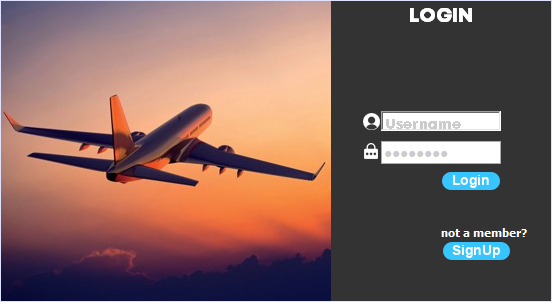 LOGIN
Username
●●●●●●●●
Login
not a member?
SignUp